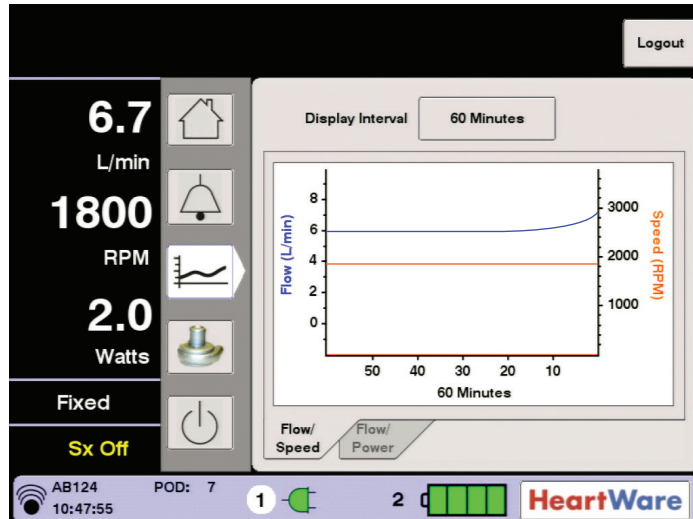 Logout
6.7
L/min
1800
RPM
2.0
Watts
Fixed
Sx Off
Display Interval 60 Minutes
Flow (L/min)
8
6
4
2
0
3000
2000
1000
Speed (RPM)
50 40 30 20 10
60 Minutes
Flow/
Speed
Flow/
Power
AB124 POD: 7
10:47:55
1
2
HeartWare